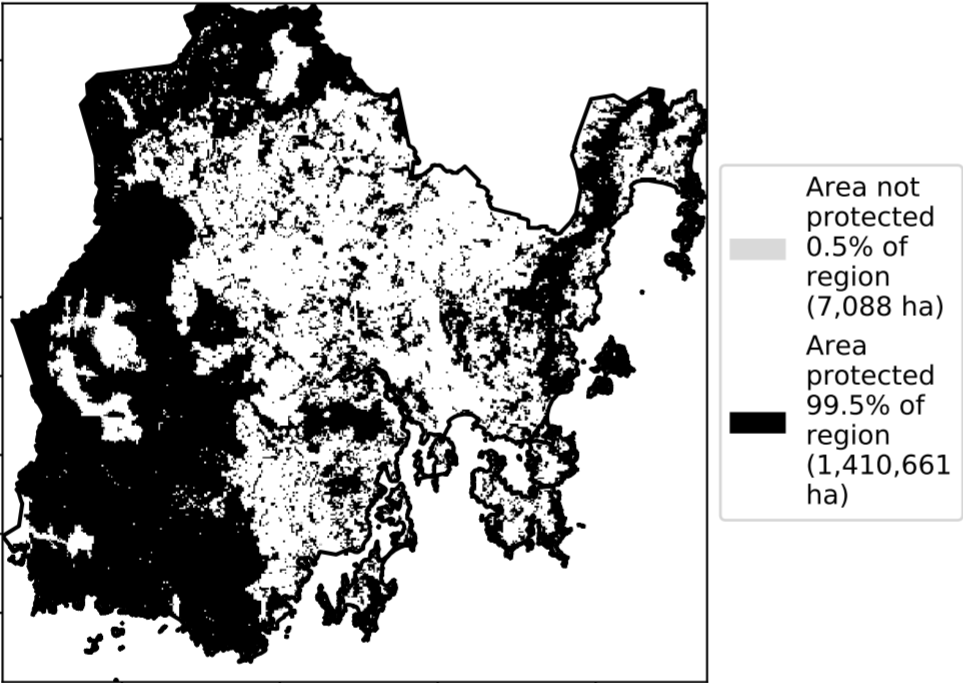 Area not
protected
0.5% of
region
(7,088 ha)
Area
protected
99.5% of
region
(1,410,661
ha)